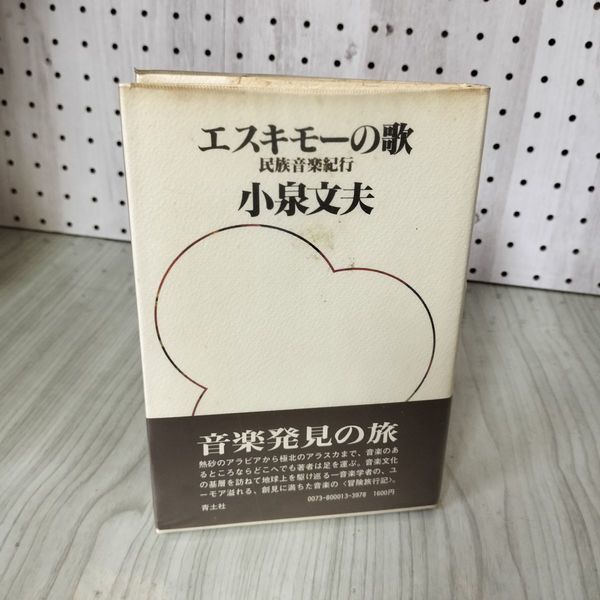 エスキモーの歌
民族音楽紀行
小泉文夫
音楽発見の旅
熱砂のアラビアから極北のアラスカまで、音楽のあ
るところならどこへでも著者は足を運ぶ。音楽文化
の基層を訪ねて地球上を駆け巡る一音楽学者の、ユ
ーモア溢れる、創見に満ちた音楽の〈冒険旅行記〉。
0073-800013-3978 1600円
青土社